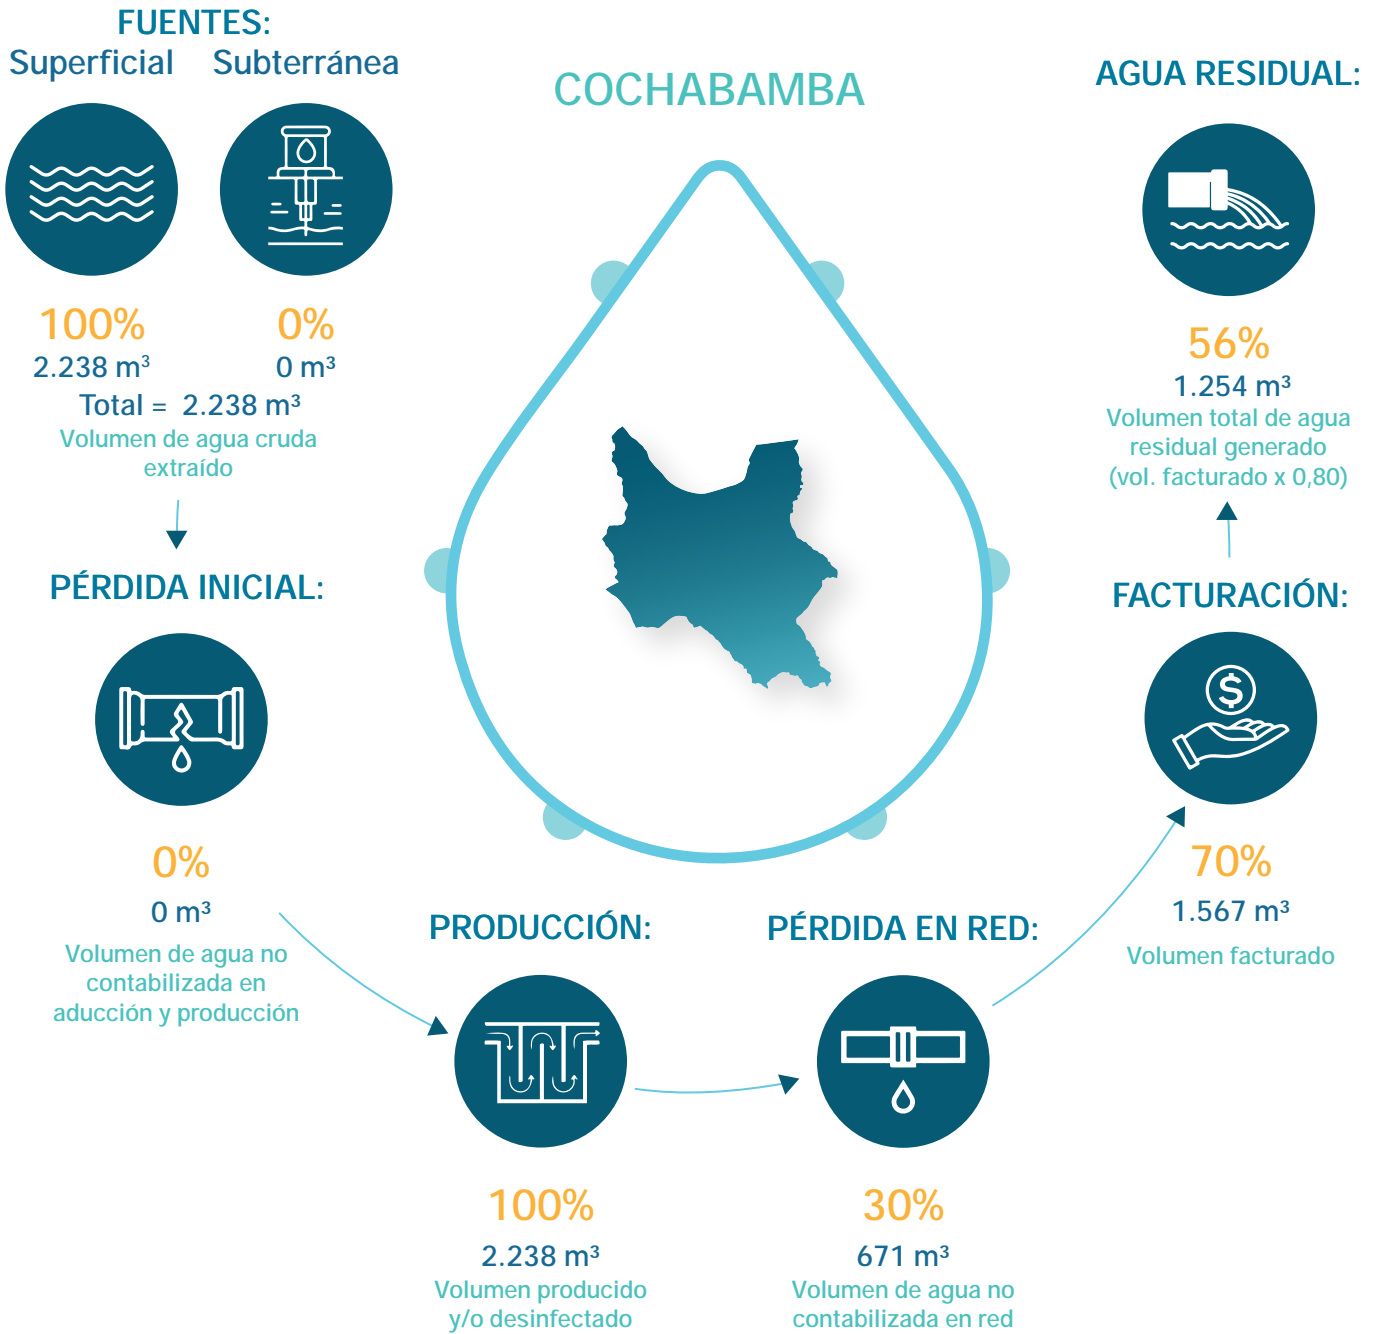 FUENTES:
Superficial Subterránea
100% 0%
2.238 m³ 0 m³
Total = 2.238 m³
Volumen de agua cruda
extraído
PÉRDIDA INICIAL:
0%
0 m³
Volumen de agua no
contabilizada en
aducción y producción
COCHABAMBA
PRODUCCIÓN:
100%
2.238 m³
Volumen producido
y/o desinfectado
PÉRDIDA EN RED:
30%
671 m³
Volumen de agua no
contabilizada en red
FACTURACIÓN:
$
70%
1.567 m³
Volumen facturado
AGUA RESIDUAL:
56%
1.254 m³
Volumen total de agua
residual generado
(vol. facturado x 0,80)